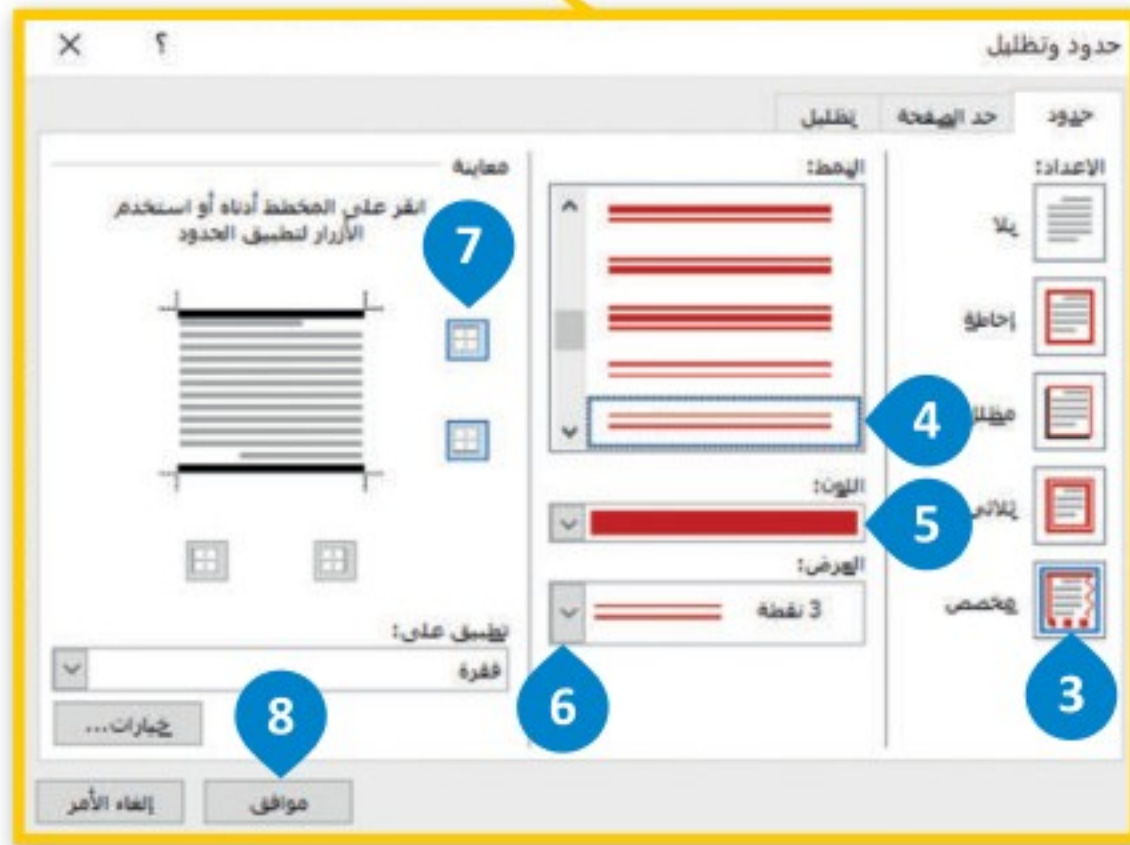 حدود وتظليل
؟ ×
حدود
حد الصفحة
تظليل
الإعداد:
بلا
إحاطة
ثلاثي
مخصص
3
النمط:
4
اللون:
5
العرض:
3 نقطة
6
معاينة
انقر على المخطط أدناه أو استخدم
الأزرار لتطبيق الحدود
7
تطبيق على:
فقرة
خيارات...
8
موافق
إلغاء الأمر